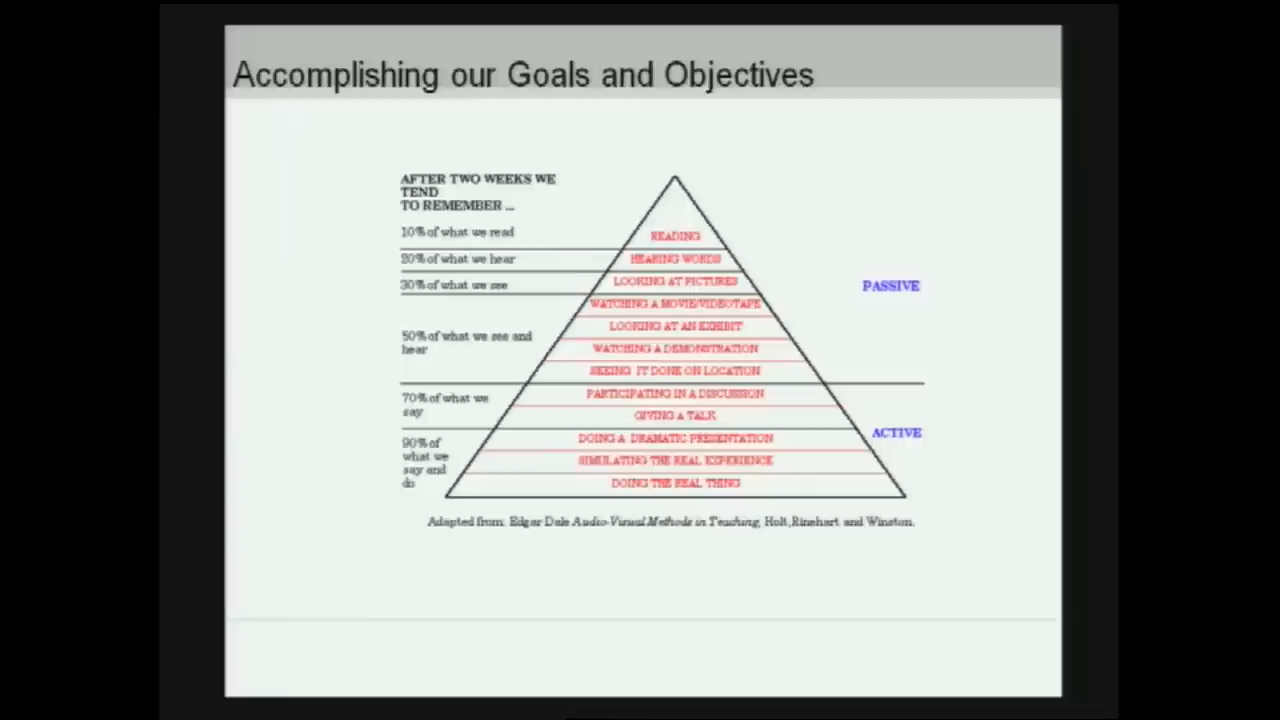 Accomplishing our Goals and Objectives
AFTER TWO WEEKS WE
TEND
TO REMEMBER ...
10% of what we read
READING
20% of what we hear
HEARING WORDS
30% of what we see
LOOKING AT PICTURES
PASSIVE
WATCHING A MOVIE/VIDEOTAPE
LOOKING AT AN EXHIBIT
50% of what we see and
hear
WATCHING A DEMONSTRATION
SEEING IT DONE ON LOCATION
70% of what we
say
PARTICIPATING IN A DISCUSSION
GIVING A TALK
ACTIVE
90% of
what we
say and
do
DOING A DRAMATIC PRESENTATION
SIMULATING THE REAL EXPERIENCE
DOING THE REAL THING
Adapted from: Edgar Dale Audio-Visual Methods in Teaching, Holt, Rinehart and Winston.